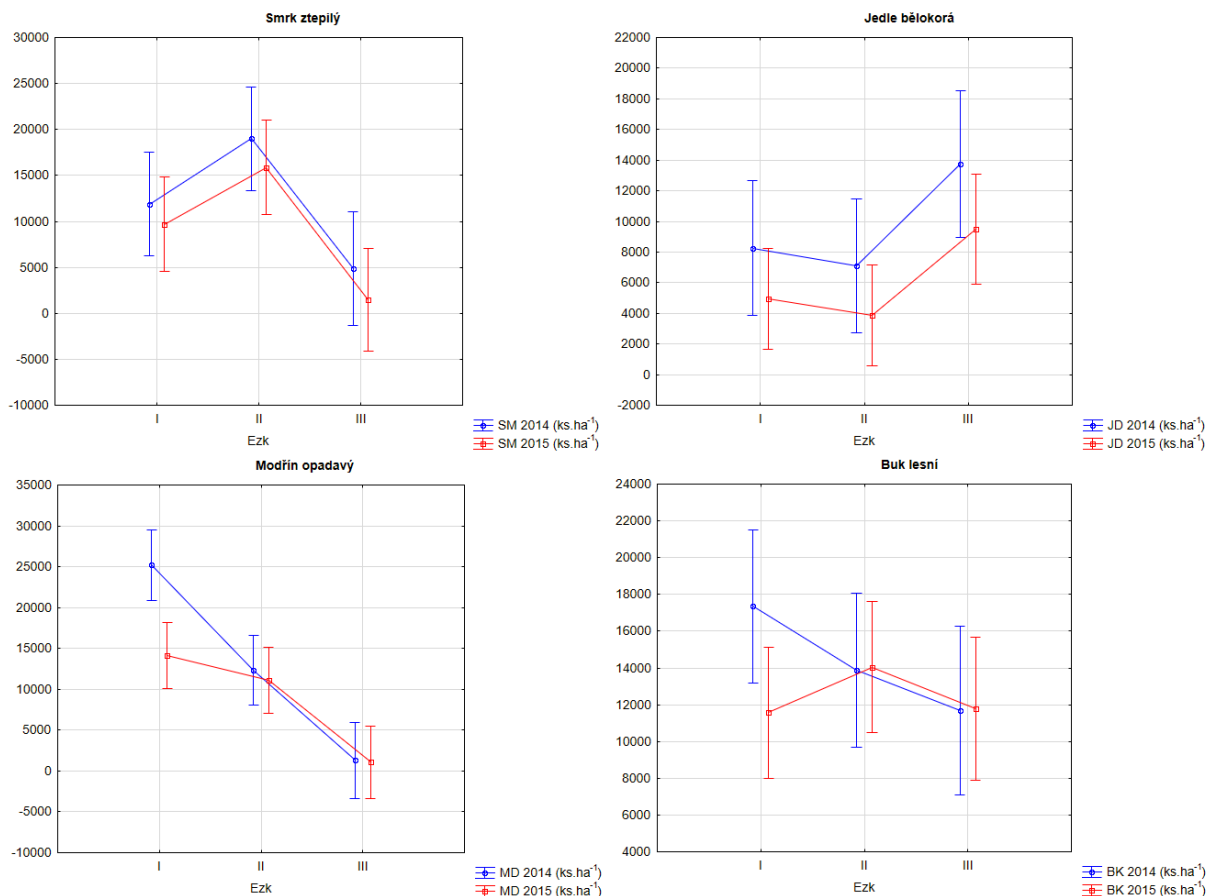 Smrk ztepilý
30000
25000
20000
15000
10000
5000
0
-5000
-10000
I II III
Ezk
SM 2014 (ks.ha-1)
SM 2015 (ks.ha-1)
Jedle bělokorá
22000
20000
18000
16000
14000
12000
10000
8000
6000
4000
2000
0
-2000
I II III
Ezk
JD 2014 (ks.ha-1)
JD 2015 (ks.ha-1)
Modřín opadavý
35000
30000
25000
20000
15000
10000
5000
0
-5000
-10000
I II III
Ezk
MD 2014 (ks.ha-1)
MD 2015 (ks.ha-1)
Buk lesní
24000
22000
20000
18000
16000
14000
12000
10000
8000
6000
4000
I II III
Ezk
BK 2014 (ks.ha-1)
BK 2015 (ks.ha-1)